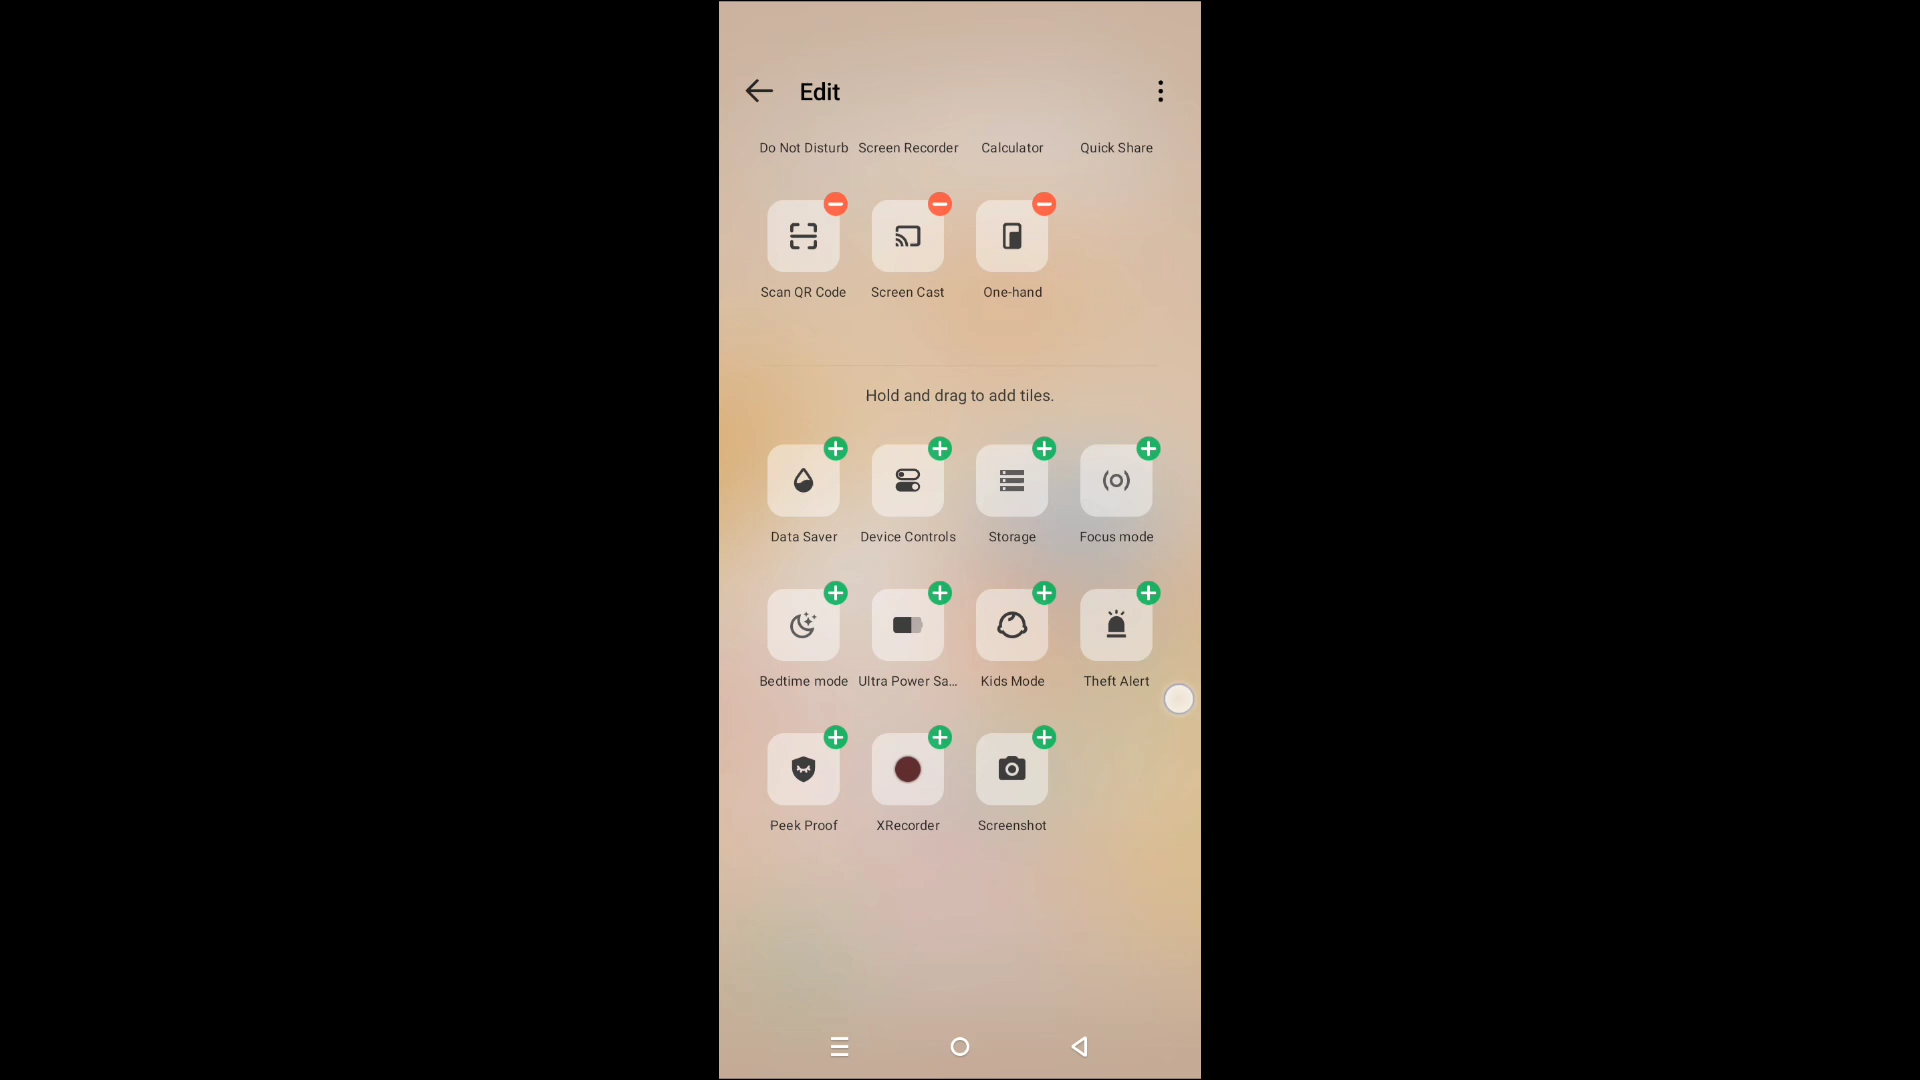 Edit
Do Not Disturb Screen Recorder Calculator Quick Share
Scan QR Code Screen Cast One-hand
Hold and drag to add tiles.
Data Saver Device Controls Storage Focus mode
Bedtime mode Ultra Power Sa... Kids Mode Theft Alert
Peek Proof XRecorder Screenshot